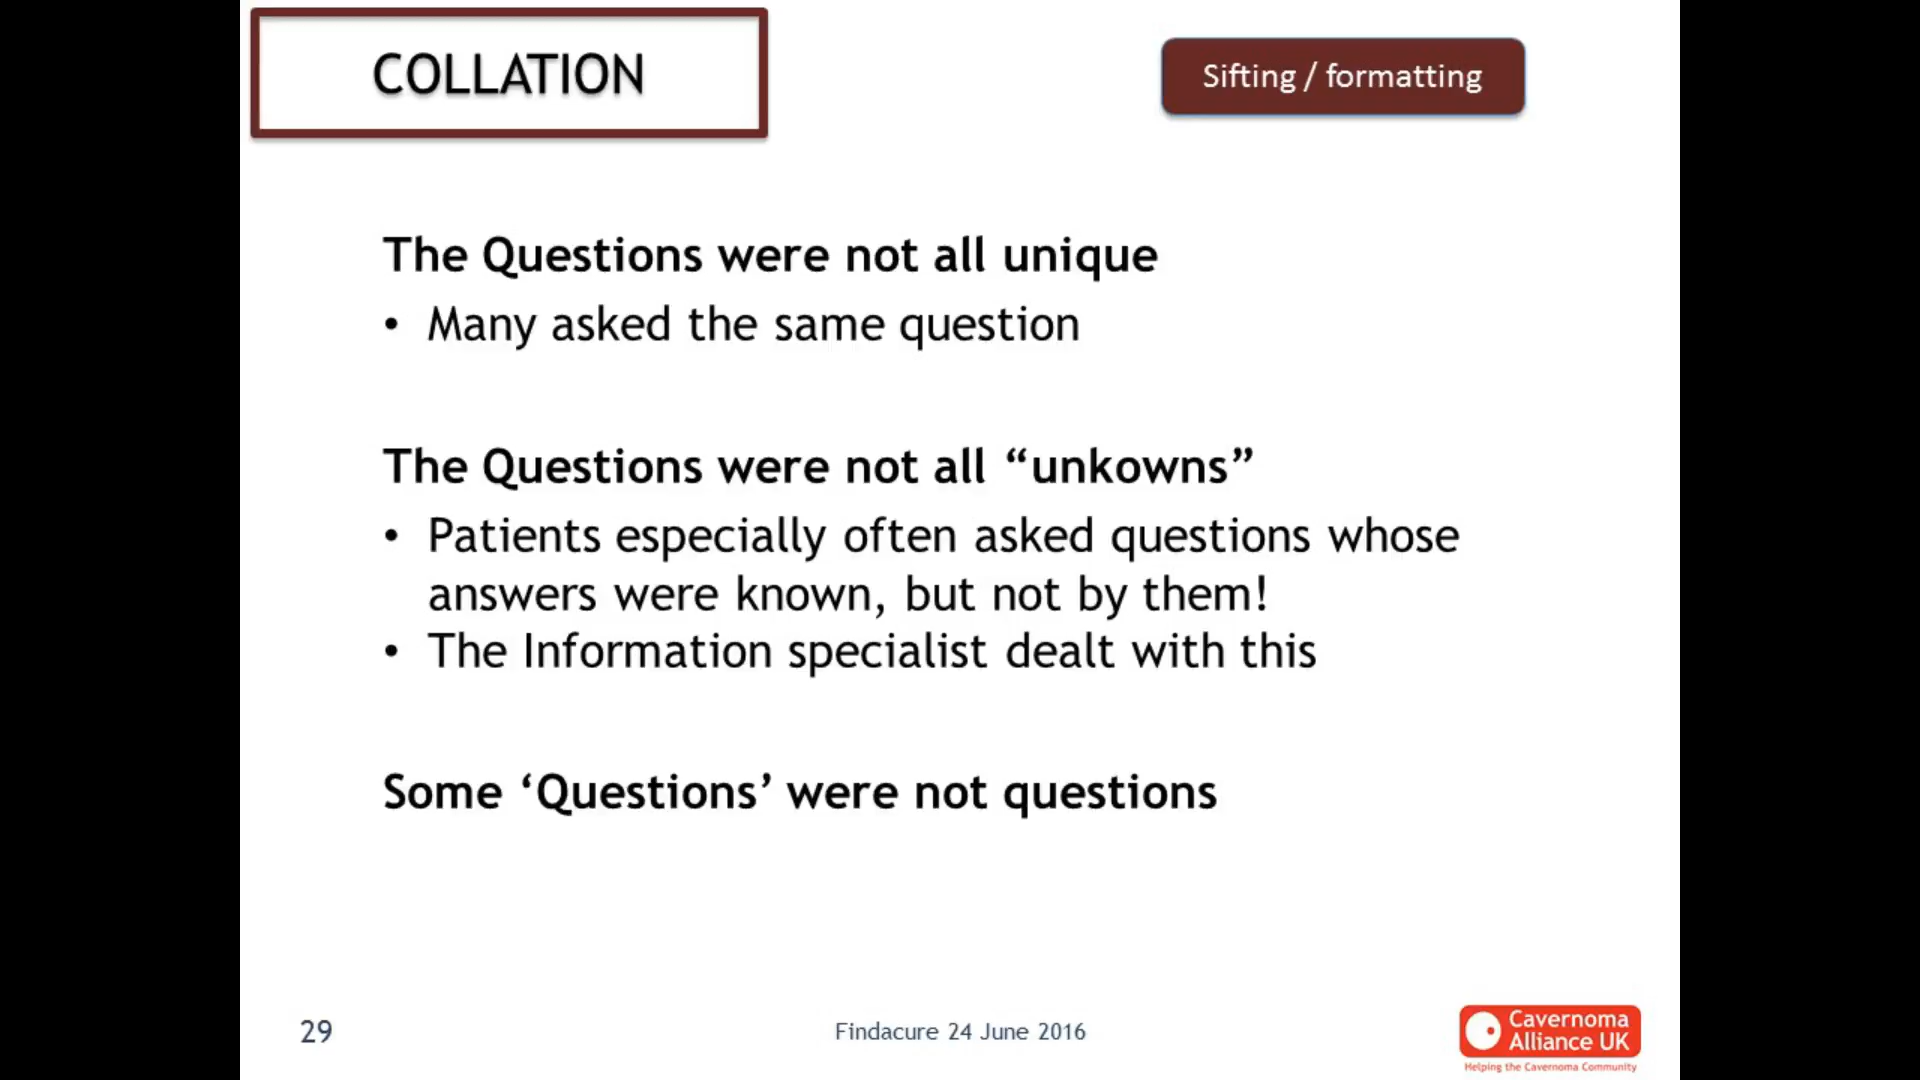 COLLATION
Sifting / formatting
The Questions were not all unique
• Many asked the same question
The Questions were not all “unkowns”
• Patients especially often asked questions whose
answers were known, but not by them!
• The Information specialist dealt with this
Some ‘Questions’ were not questions
29
Findacure 24 June 2016
Cavernoma
Alliance UK
Helping the Cavernoma Community